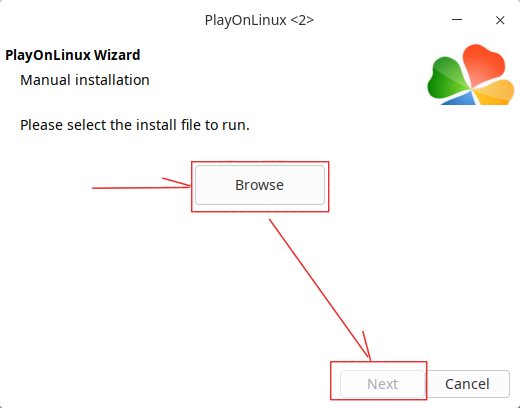 PlayOnLinux <2>
PlayOnLinux Wizard
Manual installation
Please select the install file to run.
Browse
Next
Cancel